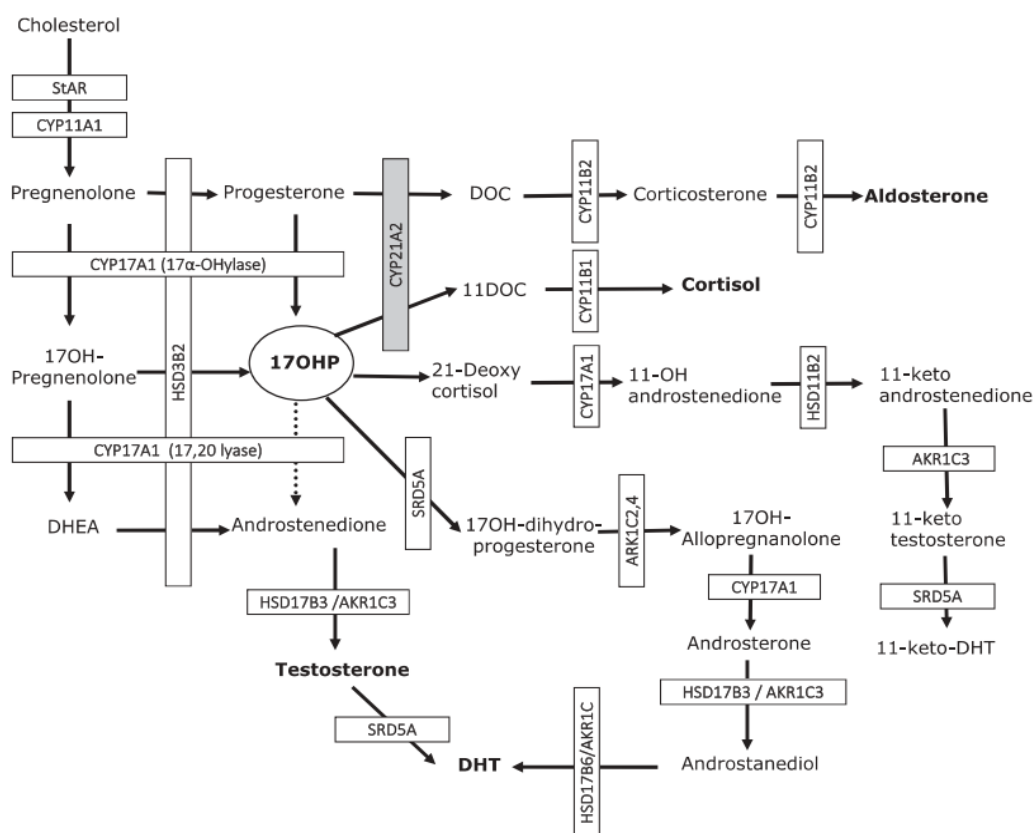 Cholesterol
StAR
CYP11A1
Pregnenolone
Progesterone
DOC
Corticosterone
Aldosterone
CYP11B2
CYP11B2
CYP21A2
CYP17A1 (17α-OHylase)
11DOC
CYP11B1
Cortisol
HSD3B2
17OH-
Pregnenolone
17OHP
21-Deoxy
cortisol
CYP17A1
11-OH
androstenedione
HSD11B2
11-keto
androstenedione
CYP17A1 (17,20 lyase)
SRD5A
AKR1C3
DHEA
Androstenedione
17OH-dihydro-
progesterone
ARK1C2,4
17OH-
Allopregnanolone
11-keto
testosterone
HSD17B3 /AKR1C3
CYP17A1
SRD5A
Testosterone
Androsterone
11-keto-DHT
SRD5A
HSD17B3 / AKR1C3
DHT
HSD17B6/AKR1C
Androstanediol